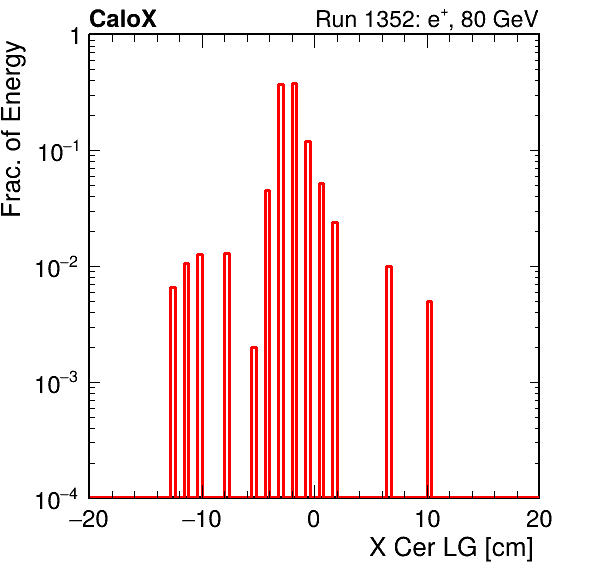 CaloX Run 1352: e⁺, 80 GeV
Frac. of Energy
1
10⁻¹
10⁻²
10⁻³
10⁻⁴
−20 −10 0 10 20
X Cer LG [cm]